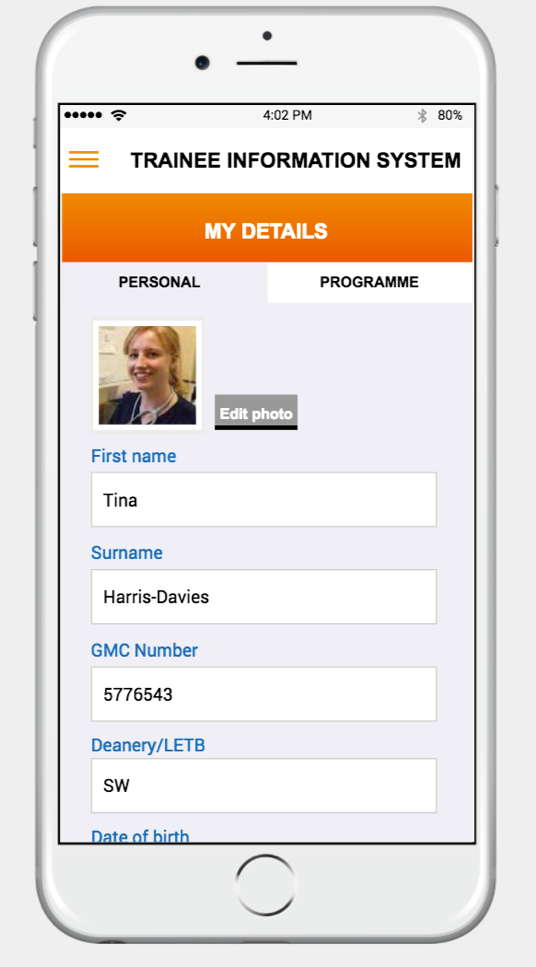 4:02 PM 80%
TRAINEE INFORMATION SYSTEM
MY DETAILS
PERSONAL PROGRAMME
Edit photo
First name
Tina
Surname
Harris-Davies
GMC Number
5776543
Deanery/LETB
SW
Date of birth